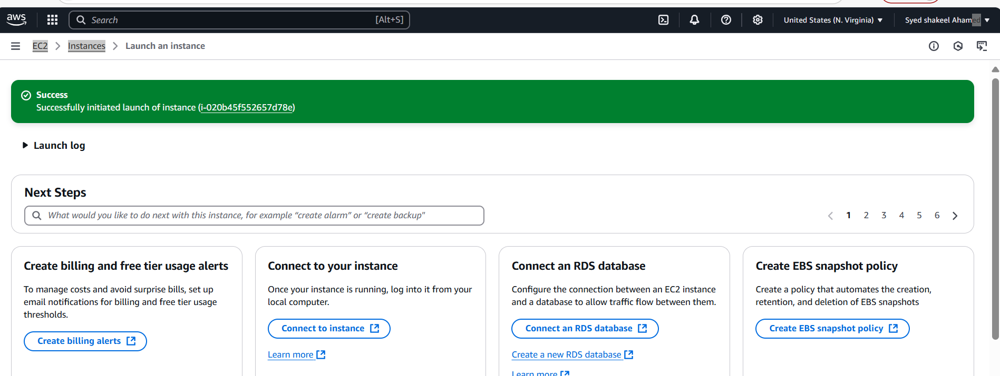 aws
Search [Alt+S] United States (N. Virginia) Syed shakeel Ahamed
EC2 Instances Launch an instance
Success
Successfully initiated launch of instance (i-020b45f552657d78e)
Launch log
Next Steps
What would you like to do next with this instance, for example “create alarm” or “create backup”
1 2 3 4 5 6
Create billing and free tier usage alerts
To manage costs and avoid surprise bills, set up
email notifications for billing and free tier usage
thresholds.
Create billing alerts
Connect to your instance
Once your instance is running, log into it from your
local computer.
Connect to instance
Learn more
Connect an RDS database
Configure the connection between an EC2 instance
and a database to allow traffic flow between them.
Connect an RDS database
Create a new RDS database
Learn more
Create EBS snapshot policy
Create a policy that automates the creation,
retention, and deletion of EBS snapshots
Create EBS snapshot policy